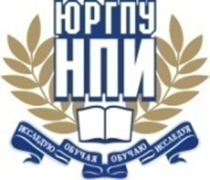 ЮРГПУ
НПИ
ИССЛЕДУЮ ОБУЧАЯ ОБУЧАЮ ИССЛЕДУЯ